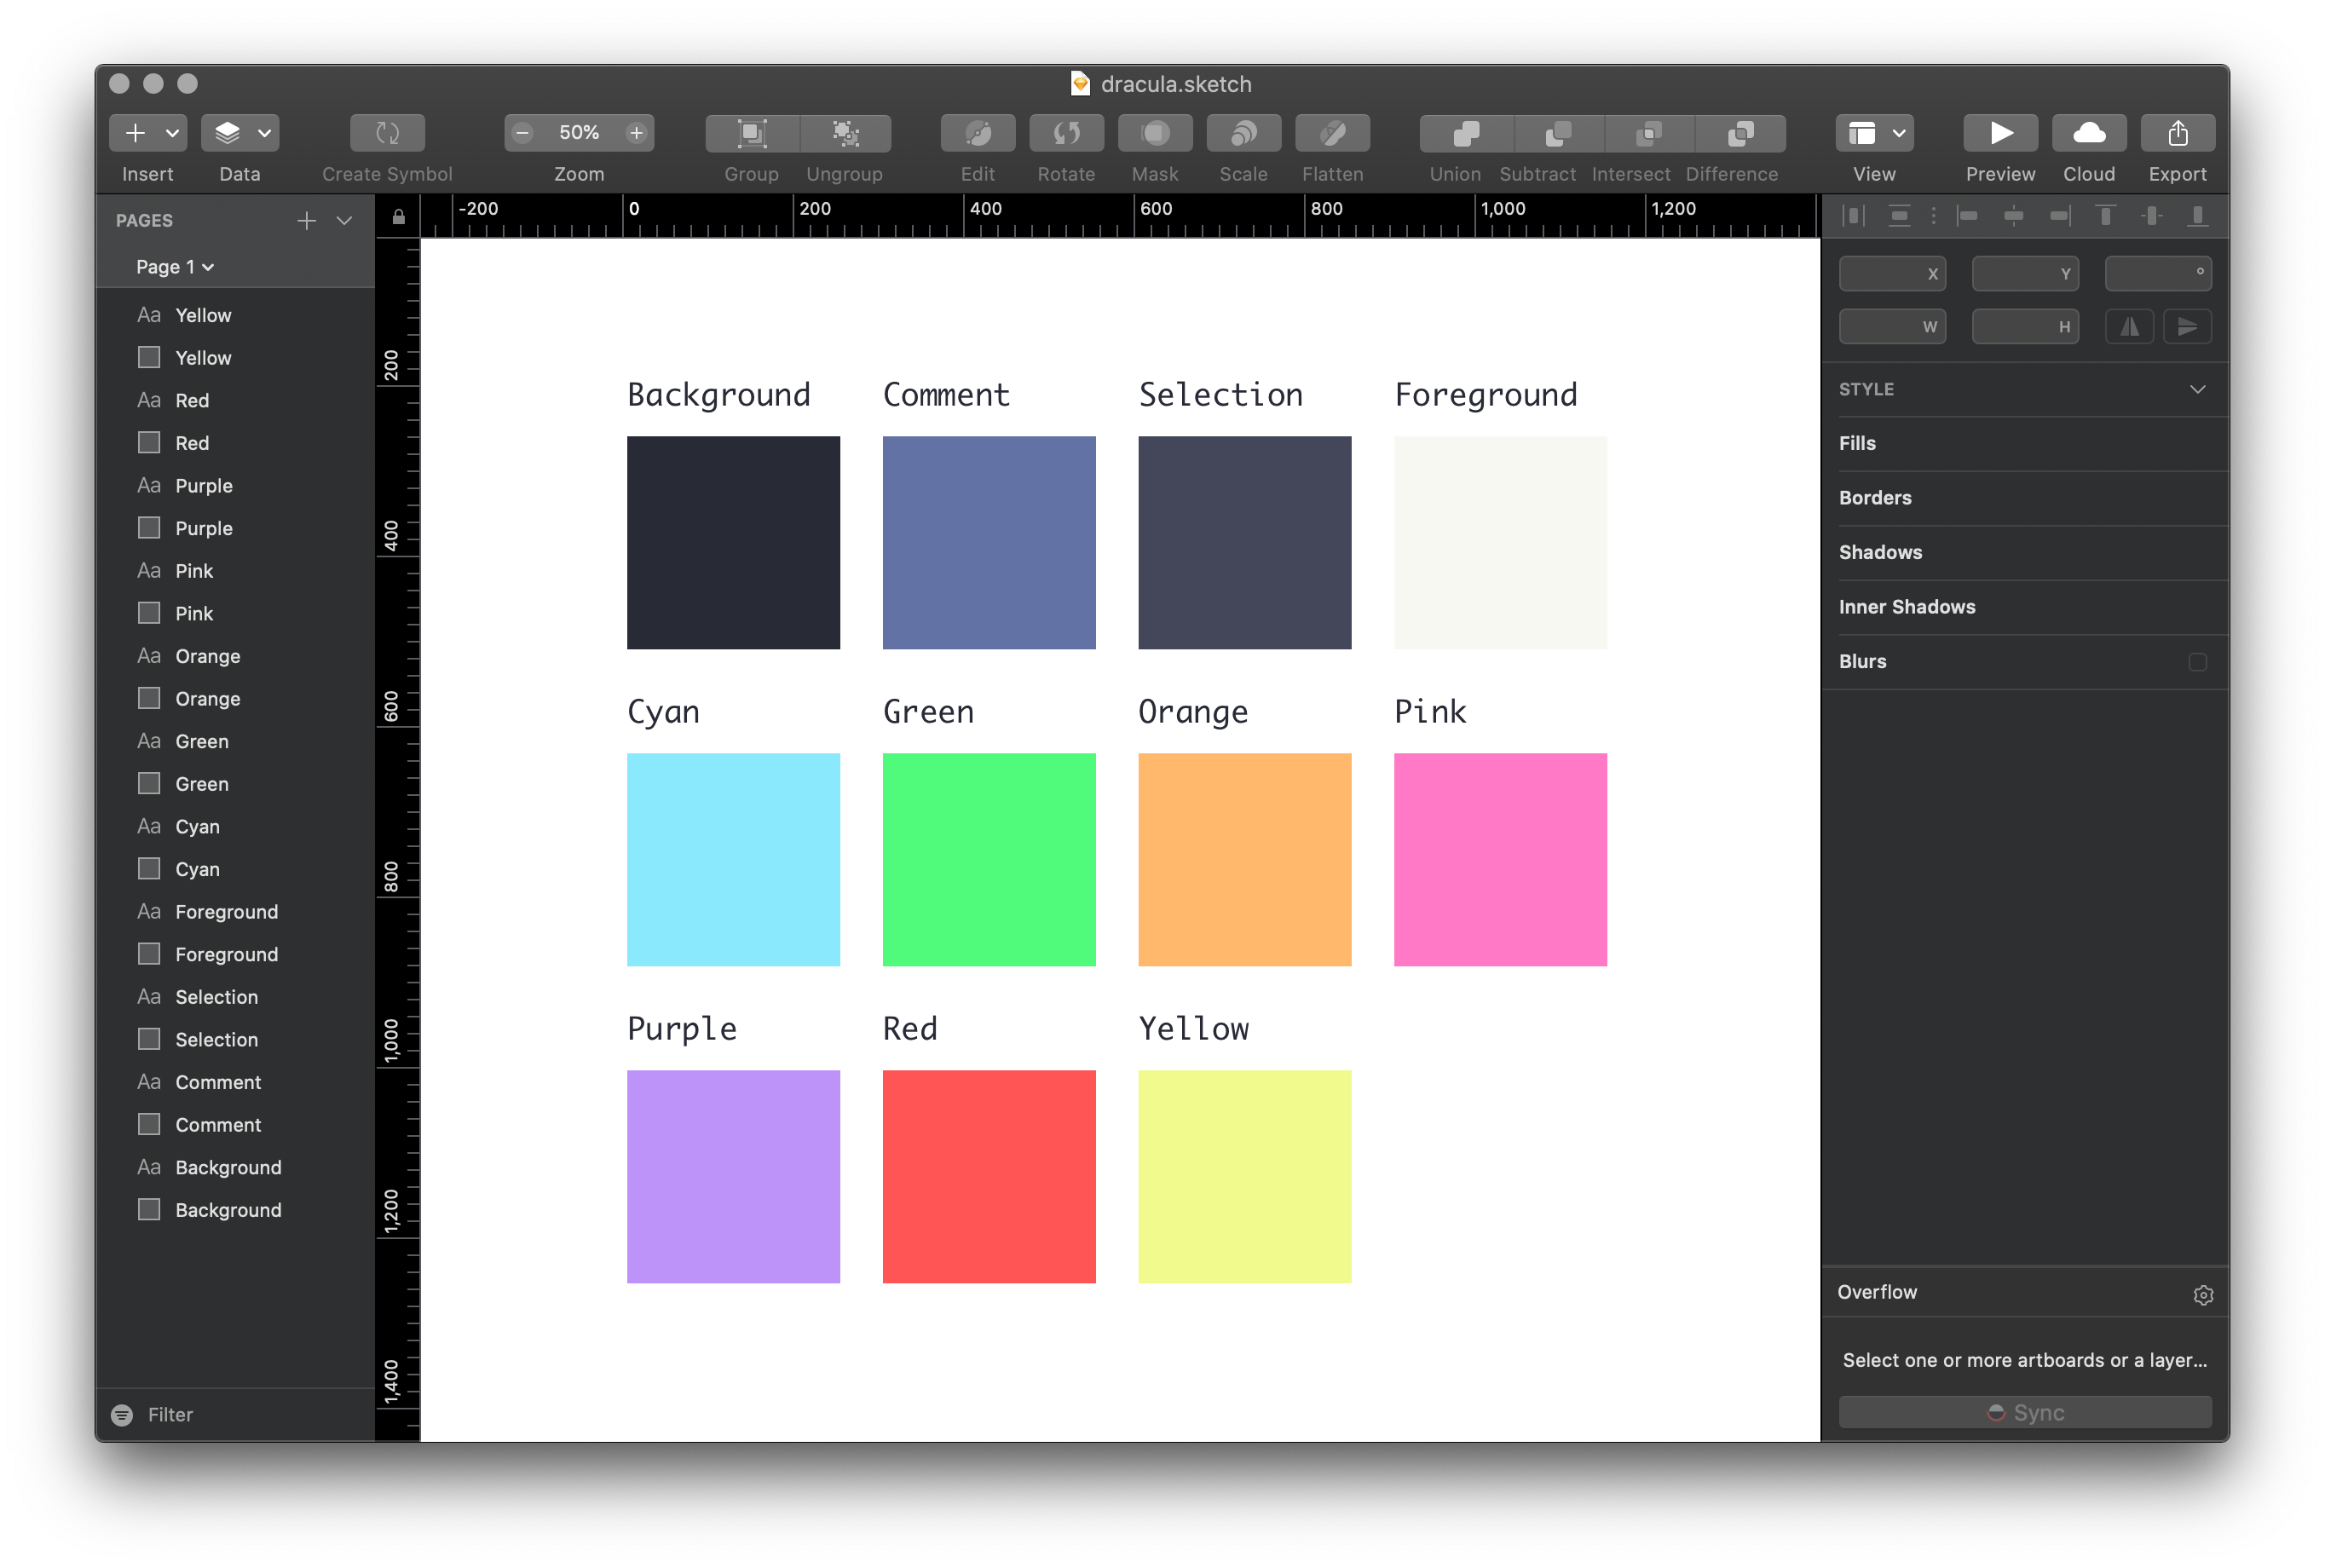 dracula.sketch
50%
Insert Data Create Symbol Zoom Group Ungroup Edit Rotate Mask Scale Flatten Union Subtract Intersect Difference View Preview Cloud Export
PAGES
Page 1
Aa Yellow
Yellow
Aa Red
Red
Aa Purple
Purple
Aa Pink
Pink
Aa Orange
Orange
Aa Green
Green
Aa Cyan
Cyan
Aa Foreground
Foreground
Aa Selection
Selection
Aa Comment
Comment
Aa Background
Background
Filter
-200 0 200 400 600 800 1,000 1,200
200
400
600
800
1,000
1,200
1,400
Background Comment Selection Foreground
Cyan Green Orange Pink
Purple Red Yellow
X Y °
W H
STYLE
Fills
Borders
Shadows
Inner Shadows
Blurs
Overflow
Select one or more artboards or a layer...
Sync